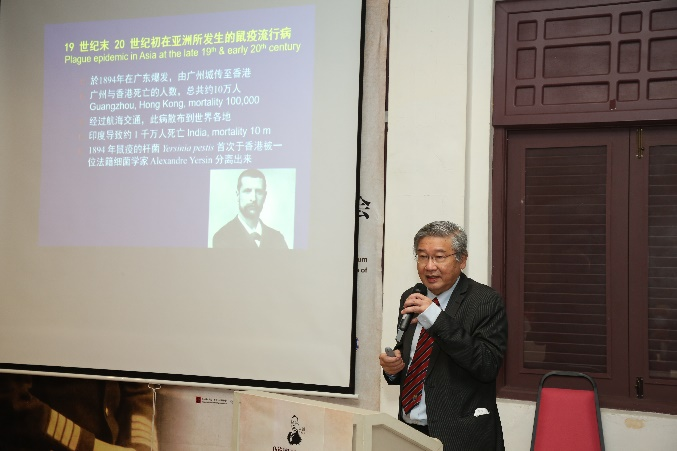 19 世纪末 20 世纪初在亚洲所发生的鼠疫流行病
Plague epidemic in Asia at the late 19th & early 20th century
於1894年在广东爆发，由广州城传至香港
广州与香港死亡的人数，总共约10万人
Guangzhou, Hong Kong, mortality 100,000
经过航海交通，此病散布到世界各地
印度导致约 1 千万人死亡 India, mortality 10 m
1894 年鼠疫的杆菌 Yersinia pestis 首次于香港被一
位法籍细菌学家 Alexandre Yersin 分离出来
会
um
of